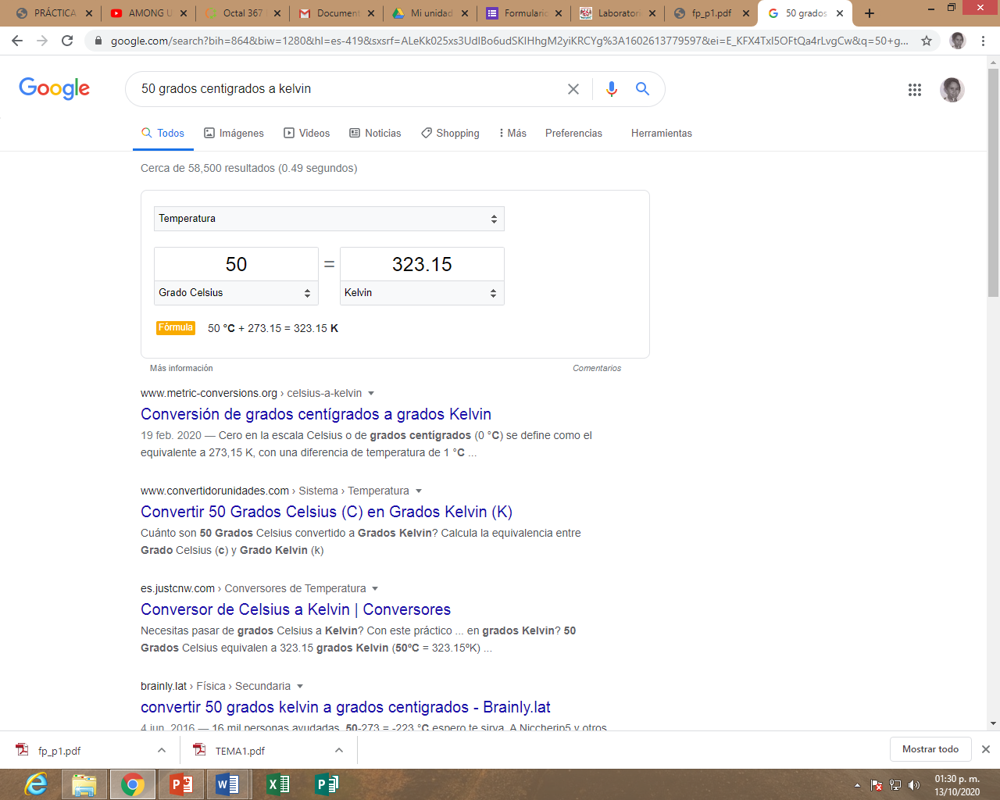 PRÁCTICA
AMONG U
Octal 367
Document
Mi unidad
Formulario
Laboratori
fp_p1.pdf
50 grados
google.com/search?bih=864&biw=1280&hl=es-419&sxsrf=ALeKk025xs3UdIBo6udSKIHhgM2yiKRCYg%3A1602613779597&ei=E_KFX4TxI5OFtQa4rLvgCw&q=50+g...
Google
50 grados centigrados a kelvin
Todos
Imágenes
Videos
Noticias
Shopping
Más
Preferencias
Herramientas
Cerca de 58,500 resultados (0.49 segundos)
Temperatura
50 = 323.15
Grado Celsius
Kelvin
Fórmula 50 °C + 273.15 = 323.15 K
Más información
Comentarios
www.metric-conversions.org › celsius-a-kelvin
Conversión de grados centígrados a grados Kelvin
19 feb. 2020 — Cero en la escala Celsius o de grados centígrados (0 °C) se define como el
equivalente a 273,15 K, con una diferencia de temperatura de 1 °C ...
www.convertidorunidades.com › Sistema › Temperatura
Convertir 50 Grados Celsius (C) en Grados Kelvin (K)
Cuánto son 50 Grados Celsius convertido a Grados Kelvin? Calcula la equivalencia entre
Grado Celsius (c) y Grado Kelvin (k)
es.justcnw.com › Conversores de Temperatura
Conversor de Celsius a Kelvin | Conversores
Necesitas pasar de grados Celsius a Kelvin? Con este práctico ... en grados Kelvin? 50
Grados Celsius equivalen a 323.15 grados Kelvin (50ºC = 323.15ºK) ...
brainly.lat › Física › Secundaria
convertir 50 grados kelvin a grados centigrados - Brainly.lat
4 jun. 2016 — 16 mil personas ayudadas. 50-273 = -223 °C espero te sirva. A Niccherip5 y otros
fp_p1.pdf
TEMA1.pdf
Mostrar todo
01:30 p. m.
13/10/2020